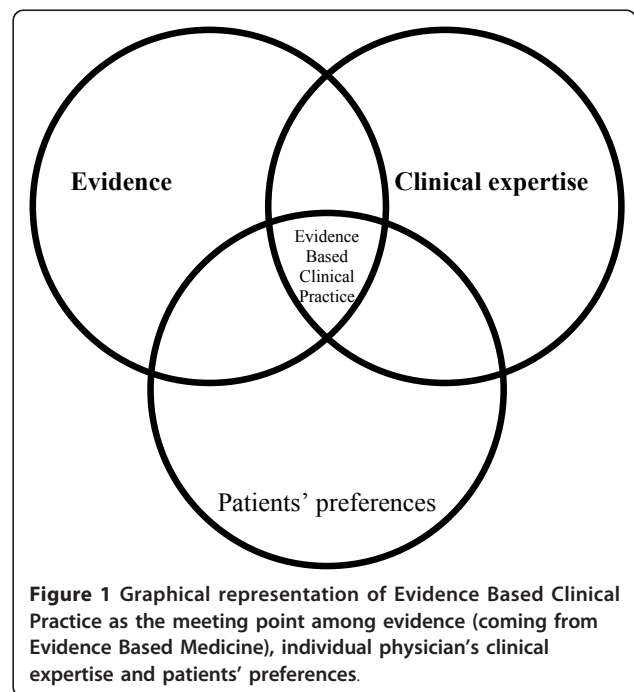 Evidence
Clinical expertise
Evidence
Based
Clinical
Practice
Patients’ preferences
Figure 1 Graphical representation of Evidence Based Clinical
Practice as the meeting point among evidence (coming from
Evidence Based Medicine), individual physician’s clinical
expertise and patients’ preferences.